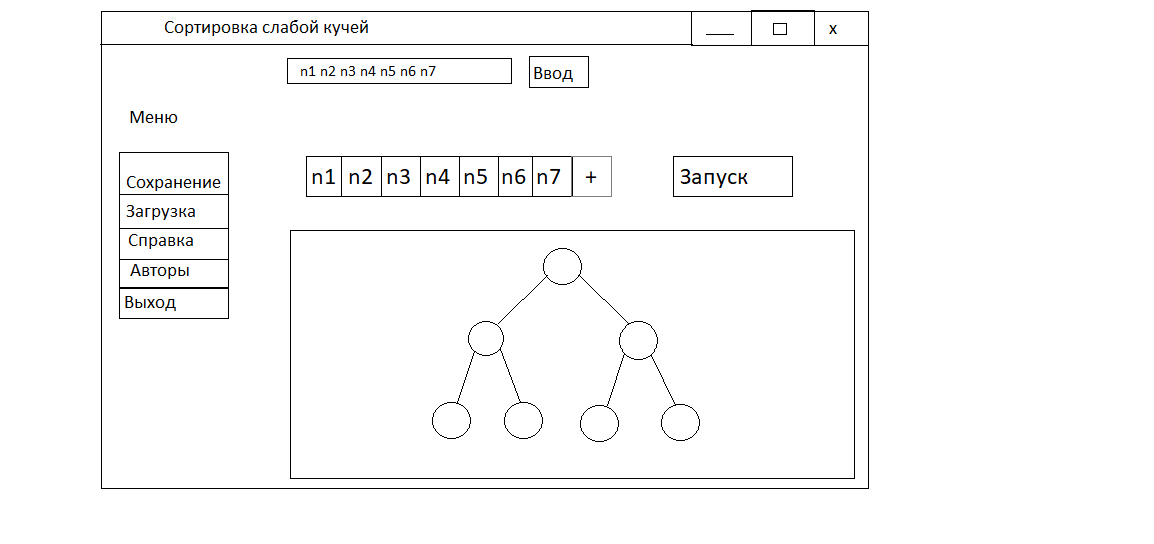 Сортировка слабой кучей
x
n1 n2 n3 n4 n5 n6 n7
Ввод
Меню
Сохранение
Загрузка
Справка
Авторы
Выход
n1 n2 n3 n4 n5 n6 n7 +
Запуск